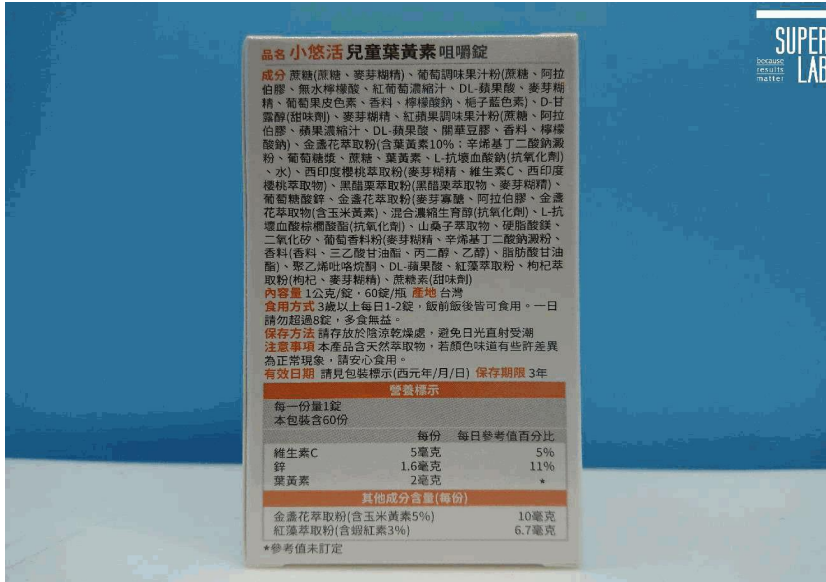 SUPER
LAB
because
results
matter
品名 小悠活 兒童葉黃素 咀嚼錠
成分 蔗糖(蔗糖、麥芽糊精)、葡萄調味果汁粉(蔗糖、阿拉
伯膠、無水檸檬酸、紅葡萄濃縮汁、DL-蘋果酸、麥芽糊
精、葡萄果皮色素、香料、檸檬酸鈉、梔子藍色素)、D-甘
露醇(甜味劑)、麥芽糊精、紅蘋果調味果汁粉(蔗糖、阿拉
伯膠、蘋果濃縮汁、DL-蘋果酸、關華豆膠、香料、檸檬
酸鈉)、金盞花萃取粉(含葉黃素10%；辛烯基丁二酸鈉澱
粉、葡萄糖漿、蔗糖、葉黃素、L-抗壞血酸鈉(抗氧化劑)
、水)、西印度櫻桃萃取粉(麥芽糊精、維生素C、西印度
櫻桃萃取物)、黑醋栗萃取粉(黑醋栗萃取物、麥芽糊精)、
葡萄糖酸鋅、金盞花萃取粉(麥芽寡醣、阿拉伯膠、金盞
花萃取物(含玉米黃素)、混合濃縮生育醇(抗氧化劑)、L-抗
壞血酸棕櫚酸酯(抗氧化劑)、山桑子萃取物、硬脂酸鎂、
二氧化矽、葡萄香料粉(麥芽糊精、辛烯基丁二酸鈉澱粉、
香料(香料、三乙酸甘油酯、丙二醇、乙醇)、脂肪酸甘油
酯)、聚乙烯吡咯烷酮、DL-蘋果酸、紅藻萃取粉、枸杞萃
取粉(枸杞、麥芽糊精)、蔗糖素(甜味劑)
內容量 1公克/錠，60錠/瓶 產地 台灣
食用方式 3歲以上每日1-2錠，飯前飯後皆可食用。一日
請勿超過8錠，多食無益。
保存方法 請存放於陰涼乾燥處，避免日光直射受潮
注意事項 本產品含天然萃取物，若顏色味道有些許差異
為正常現象，請安心食用。
有效日期 請見包裝標示(西元年/月/日) 保存期限 3年
營養標示
每一份量1錠
本包裝含60份
每份 每日參考值百分比
維生素C 5毫克 5%
鋅 1.6毫克 11%
葉黃素 2毫克 *
其他成分含量(每份)
金盞花萃取粉(含玉米黃素5%) 10毫克
紅藻萃取粉(含蝦紅素3%) 6.7毫克
*參考值未訂定